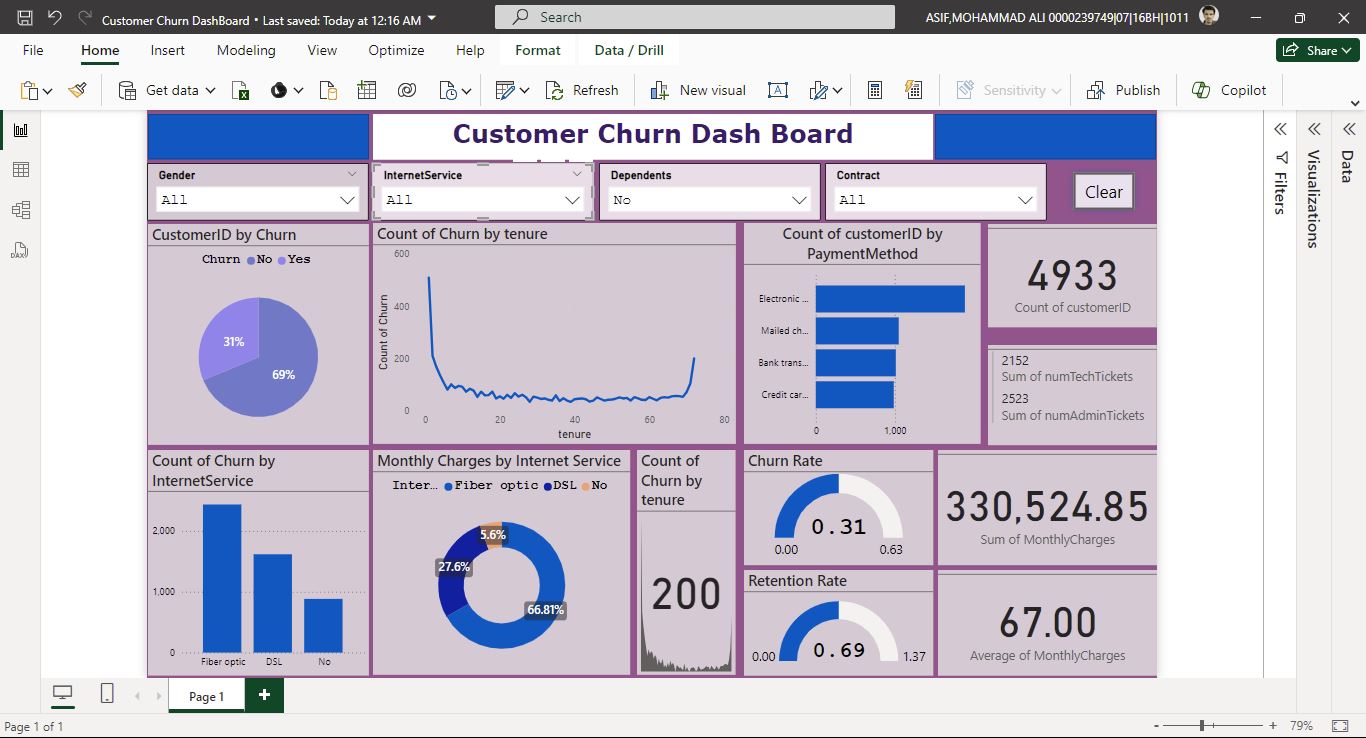 Customer Churn DashBoard • Last saved: Today at 12:16 AM
Search
ASIF,MOHAMMAD ALI 0000239749|07|16BH|1011
File Home Insert Modeling View Optimize Help Format Data / Drill
Share
Get data
Refresh
New visual
Sensitivity
Publish
Copilot
Customer Churn Dash Board
Gender
All
InternetService
All
Dependents
No
Contract
All
Clear
CustomerID by Churn
Churn No Yes
31%
69%
Count of Churn by tenure
600
400
200
0
Count of Churn
0 20 40 60 80
tenure
Count of customerID by
PaymentMethod
Electronic ...
Mailed ch...
Bank trans...
Credit car...
0 1,000
4933
Count of customerID
2152
Sum of numTechTickets
2523
Sum of numAdminTickets
Count of Churn by
InternetService
2,000
1,000
0
Fiber optic DSL No
Monthly Charges by Internet Service
Inter... Fiber optic DSL No
5.6%
27.6%
66.81%
Count of
Churn by
tenure
200
Churn Rate
0.31
0.00 0.63
Retention Rate
0.69
0.00 1.37
330,524.85
Sum of MonthlyCharges
67.00
Average of MonthlyCharges
Filters
Visualizations
Data
DAX
Page 1
+
Page 1 of 1
- + 79%